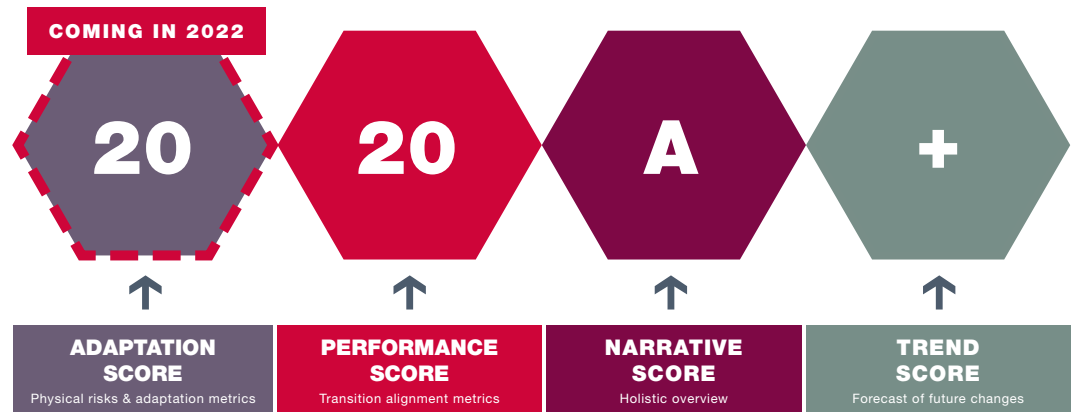 COMING IN 2022
20
20
A
+
ADAPTATION
SCORE
Physical risks & adaptation metrics
PERFORMANCE
SCORE
Transition alignment metrics
NARRATIVE
SCORE
Holistic overview
TREND
SCORE
Forecast of future changes